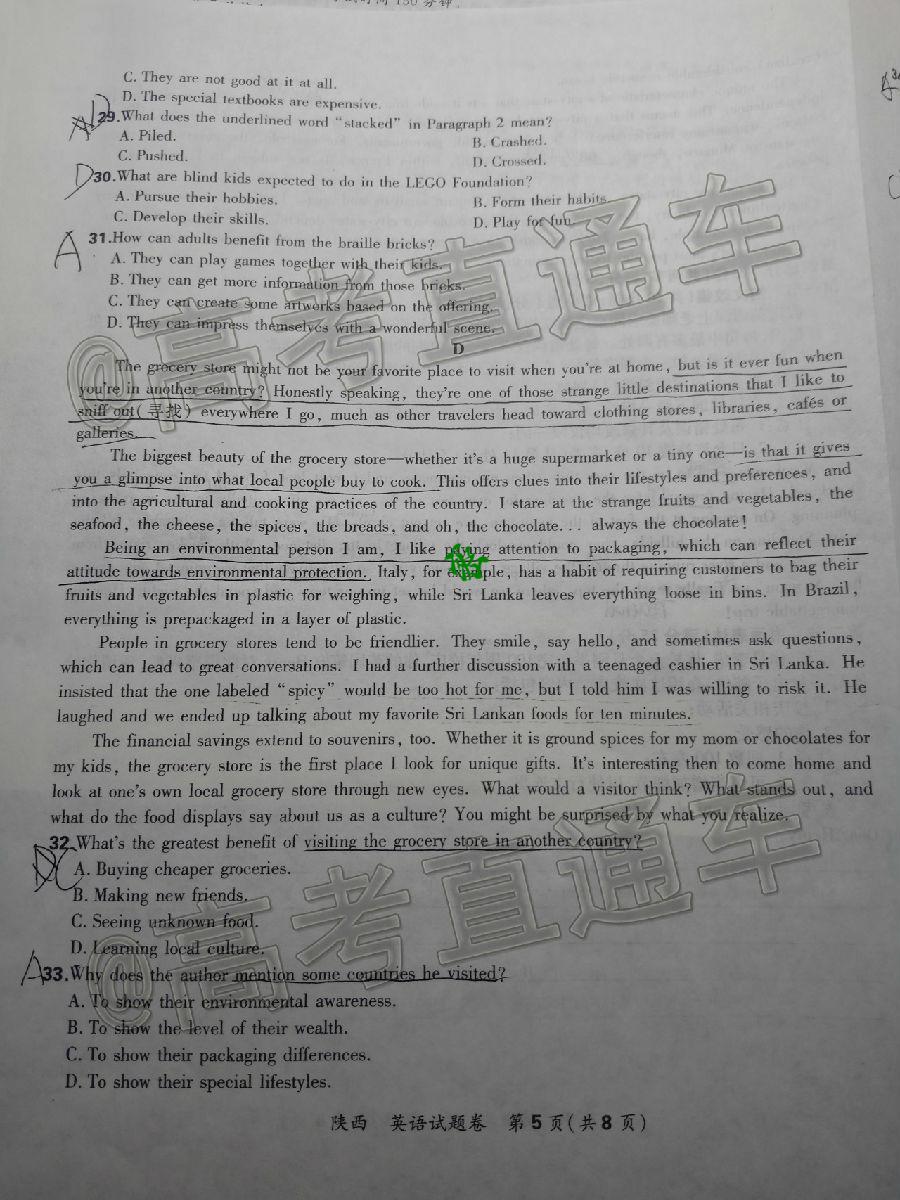 150分钟
C. They are not good at it at all.
D. The special textbooks are expensive.
29.What does the underlined word "stacked" in Paragraph 2 mean?
A. Piled. B. Crashed.
C. Pushed. D. Crossed.
D 30.What are blind kids expected to do in the LEGO Foundation?
A. Pursue their hobbies. B. Form their habits.
C. Develop their skills. D. Play for fun.
A 31.How can adults benefit from the braille bricks?
A. They can play games together with their kids.
B. They can get more information from those bricks.
C. They can create some artworks based on the offering.
D. They can impress themselves with a wonderful scene.
D
The grocery store might not be your favorite place to visit when you're at home, but is it ever fun when
you're in another country? Honestly speaking, they're one of those strange little destinations that I like to
sniff out(寻找) everywhere I go, much as other travelers head toward clothing stores, libraries, cafés or
galleries.
The biggest beauty of the grocery store—whether it's a huge supermarket or a tiny one—is that it gives
you a glimpse into what local people buy to cook. This offers clues into their lifestyles and preferences, and
into the agricultural and cooking practices of the country. I stare at the strange fruits and vegetables, the
seafood, the cheese, the spices, the breads, and oh, the chocolate... always the chocolate!
Being an environmental person I am, I like paying attention to packaging, which can reflect their
attitude towards environmental protection. Italy, for example, has a habit of requiring customers to bag their
fruits and vegetables in plastic for weighing, while Sri Lanka leaves everything loose in bins. In Brazil,
everything is prepackaged in a layer of plastic.
People in grocery stores tend to be friendlier. They smile, say hello, and sometimes ask questions,
which can lead to great conversations. I had a further discussion with a teenaged cashier in Sri Lanka. He
insisted that the one labeled "spicy" would be too hot for me, but I told him I was willing to risk it. He
laughed and we ended up talking about my favorite Sri Lankan foods for ten minutes.
The financial savings extend to souvenirs, too. Whether it is ground spices for my mom or chocolates for
my kids, the grocery store is the first place I look for unique gifts. It's interesting then to come home and
look at one's own local grocery store through new eyes. What would a visitor think? What stands out, and
what do the food displays say about us as a culture? You might be surprised by what you realize.
32.What's the greatest benefit of visiting the grocery store in another country?
A. Buying cheaper groceries.
B. Making new friends.
C. Seeing unknown food.
D. Learning local culture.
A 33.Why does the author mention some countries he visited?
A. To show their environmental awareness.
B. To show the level of their wealth.
C. To show their packaging differences.
D. To show their special lifestyles.
陕西 英语试题卷 第5页(共8页)
@高考直通车
@高考直通车